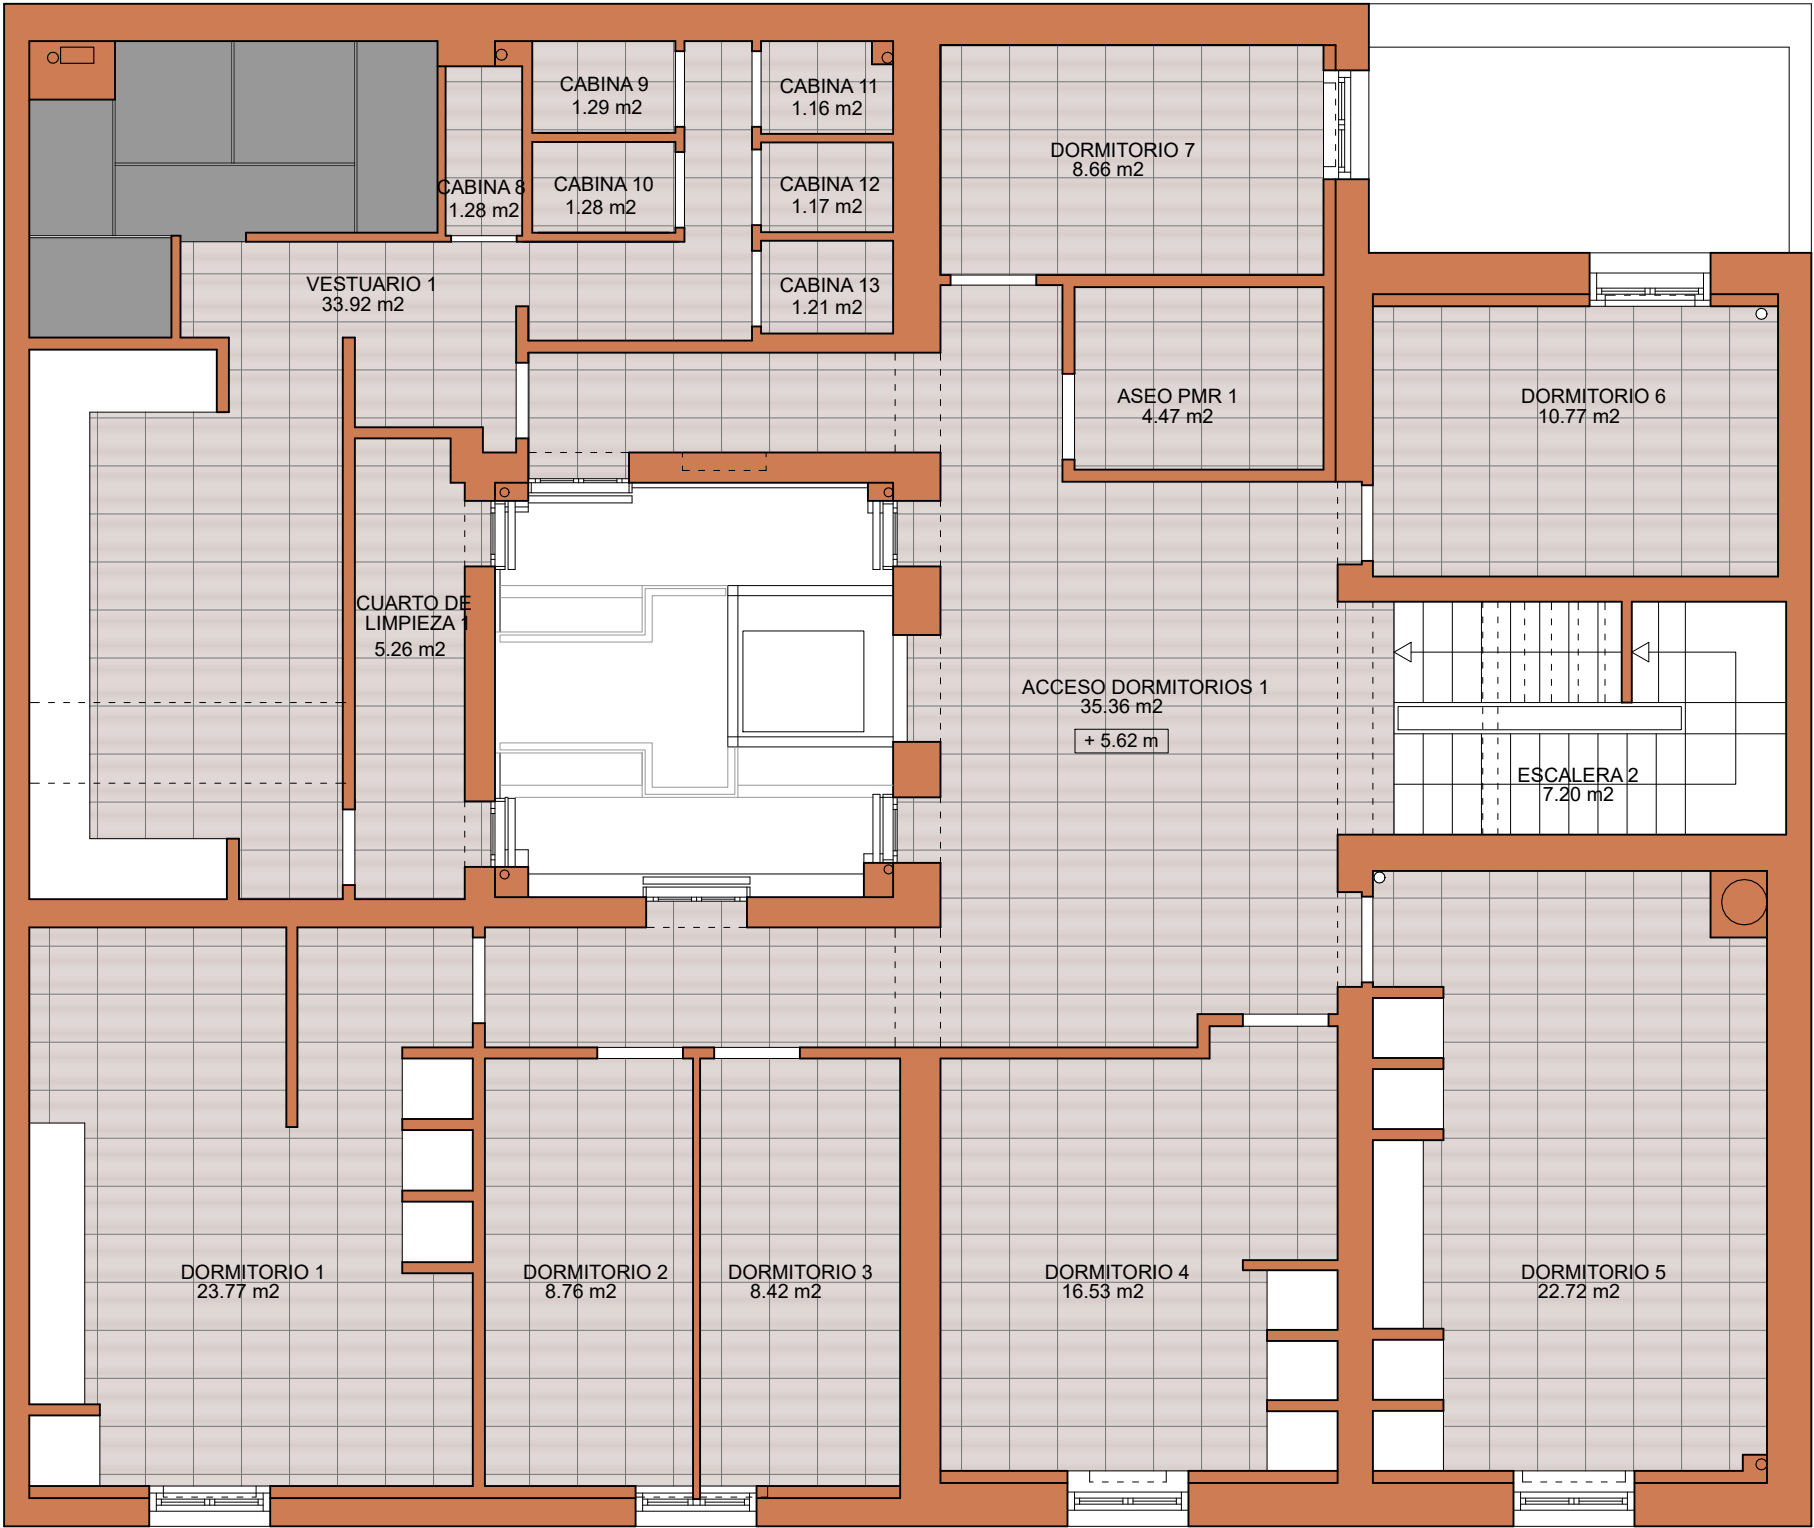 CABINA 9
1.29 m2
CABINA 11
1.16 m2
DORMITORIO 7
8.66 m2
CABINA 8
1.28 m2
CABINA 10
1.28 m2
CABINA 12
1.17 m2
VESTUARIO 1
33.92 m2
CABINA 13
1.21 m2
ASEO PMR 1
4.47 m2
DORMITORIO 6
10.77 m2
CUARTO DE
LIMPIEZA 1
5.26 m2
ACCESO DORMITORIOS 1
35.36 m2
+ 5.62 m
ESCALERA 2
7.20 m2
DORMITORIO 1
23.77 m2
DORMITORIO 2
8.76 m2
DORMITORIO 3
8.42 m2
DORMITORIO 4
16.53 m2
DORMITORIO 5
22.72 m2